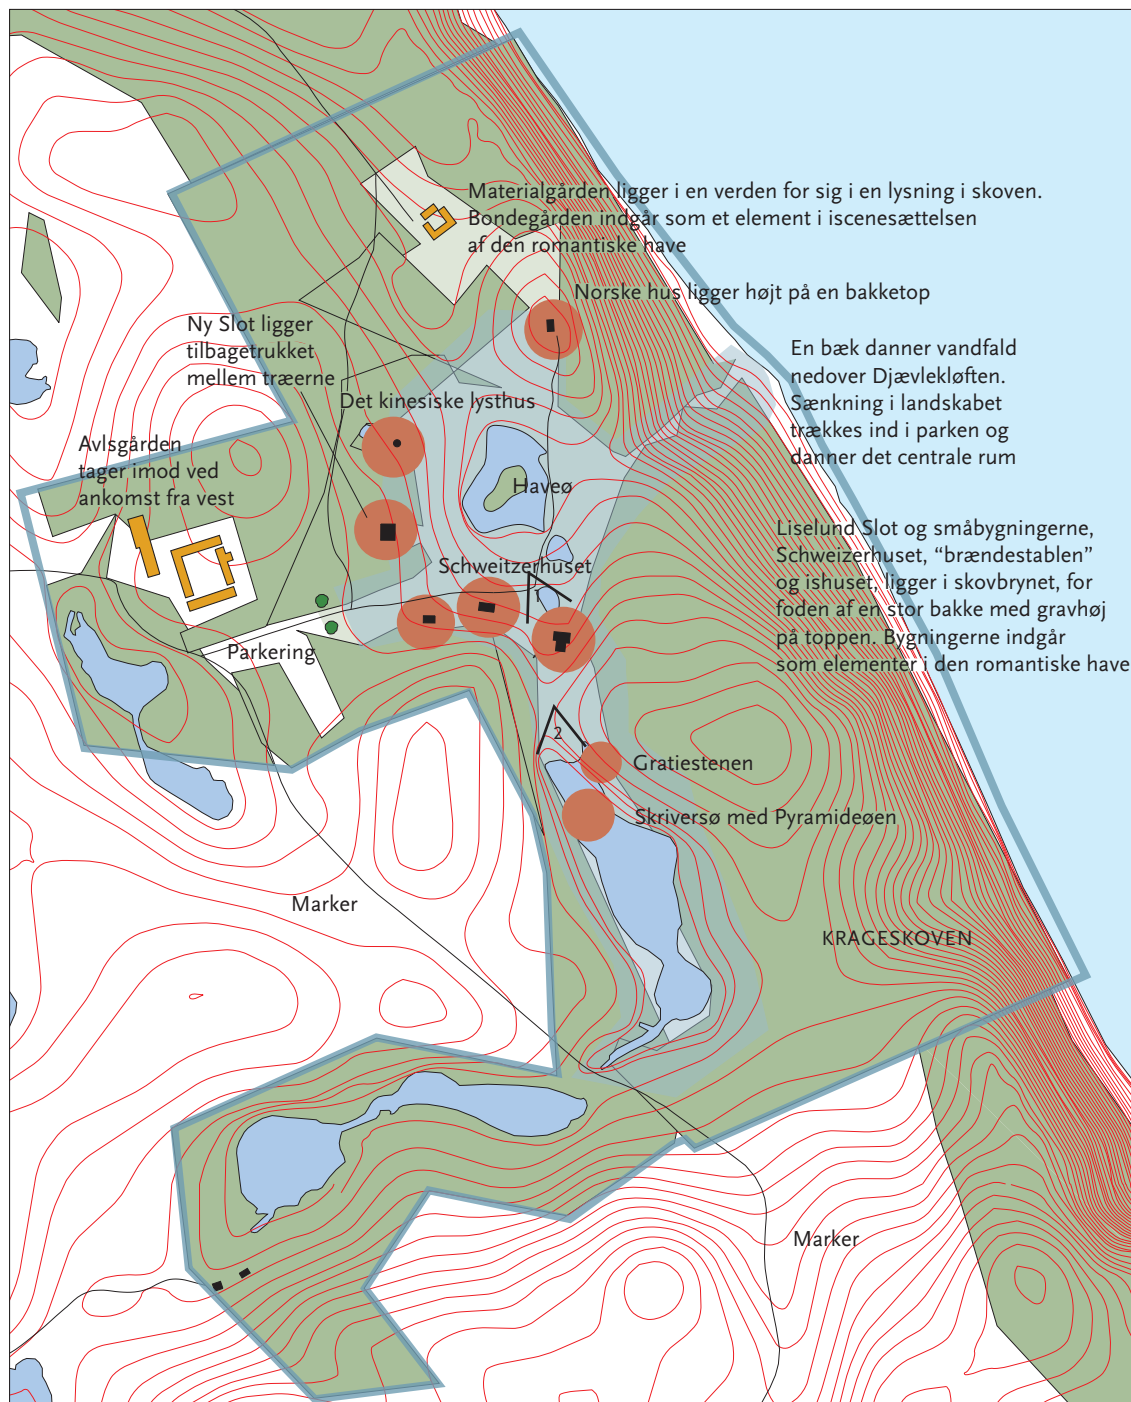 Materialgården ligger i en verden for sig i en lysning i skoven.
Bondegården indgår som et element i iscenesættelsen
af den romantiske have
Norske hus ligger højt på en bakketop
Ny Slot ligger
tilbagetrukket
mellem træerne
En bæk danner vandfald
nedover Djævlekløften.
Sænkning i landskabet
trækkes ind i parken og
danner det centrale rum
Det kinesiske lysthus
Avlsgården
tager imod ved
ankomst fra vest
Haveø
Liselund Slot og småbygningerne,
Schweizerhuset, “brændestablen”
og ishuset, ligger i skovbrynet, for
foden af en stor bakke med gravhøj
på toppen. Bygningerne indgår
som elementer i den romantiske have
Schweitzerhuset
1
Parkering
2
Gratiestenen
Skriversø med Pyramideøen
Marker
KRAGESKOVEN
Marker